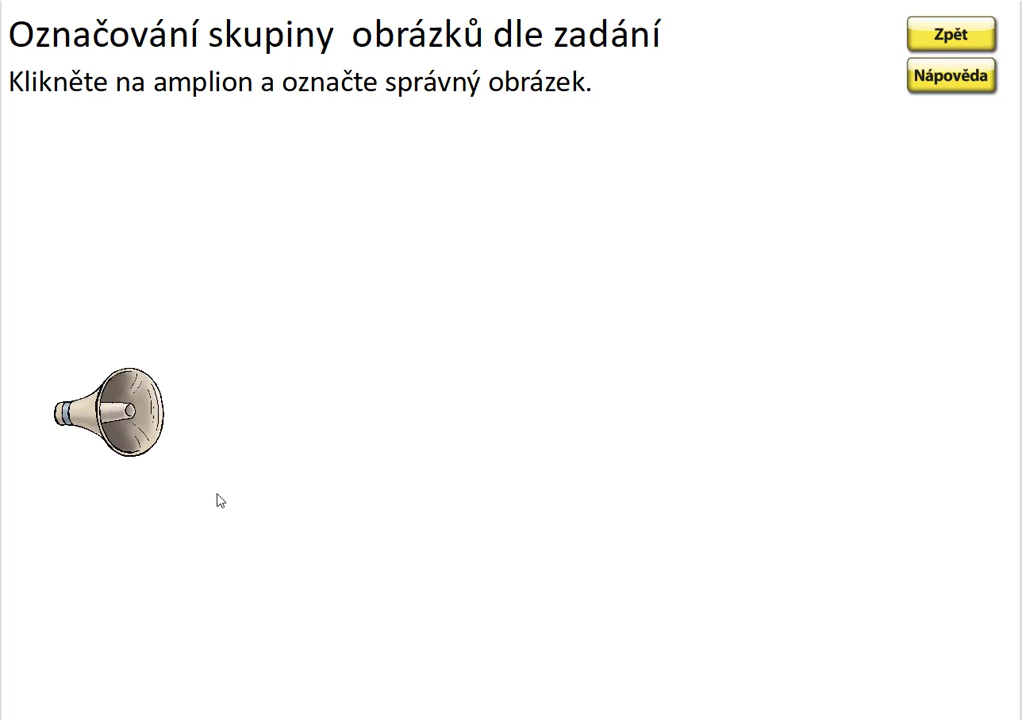 Označování skupiny  obrázků dle zadání
Zpět
Klikněte na amplion a označte správný obrázek.
Nápověda